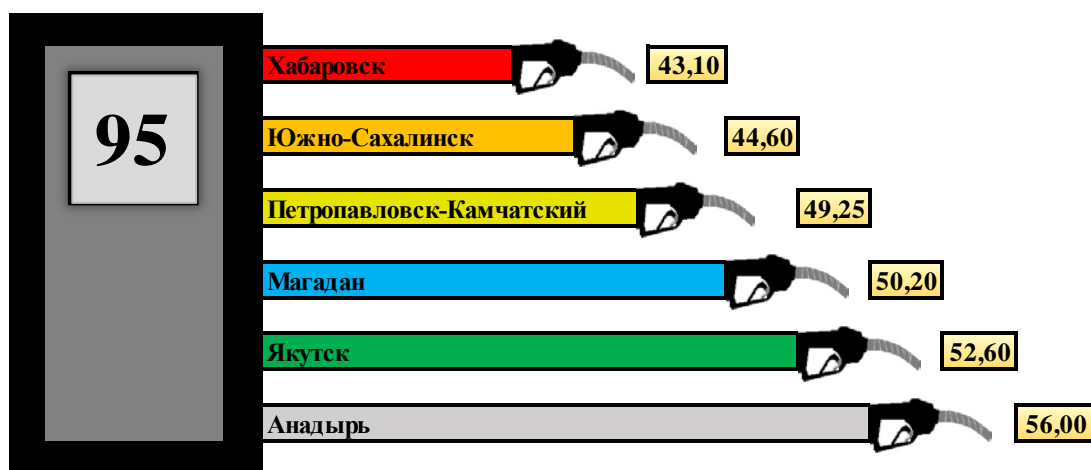 95
Хабаровск 43,10
Южно-Сахалинск 44,60
Петропавловск-Камчатский 49,25
Магадан 50,20
Якутск 52,60
Анадырь 56,00